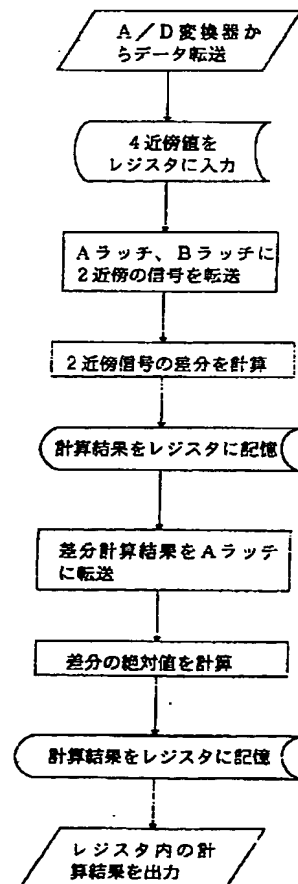 A／D変換器か
らデータ転送
4近傍値を
レジスタに入力
Aラッチ、Bラッチに
2近傍の信号を転送
2近傍信号の差分を計算
計算結果をレジスタに記憶
差分計算結果をAラッチ
に転送
差分の絶対値を計算
計算結果をレジスタに記憶
レジスタ内の計
算結果を出力